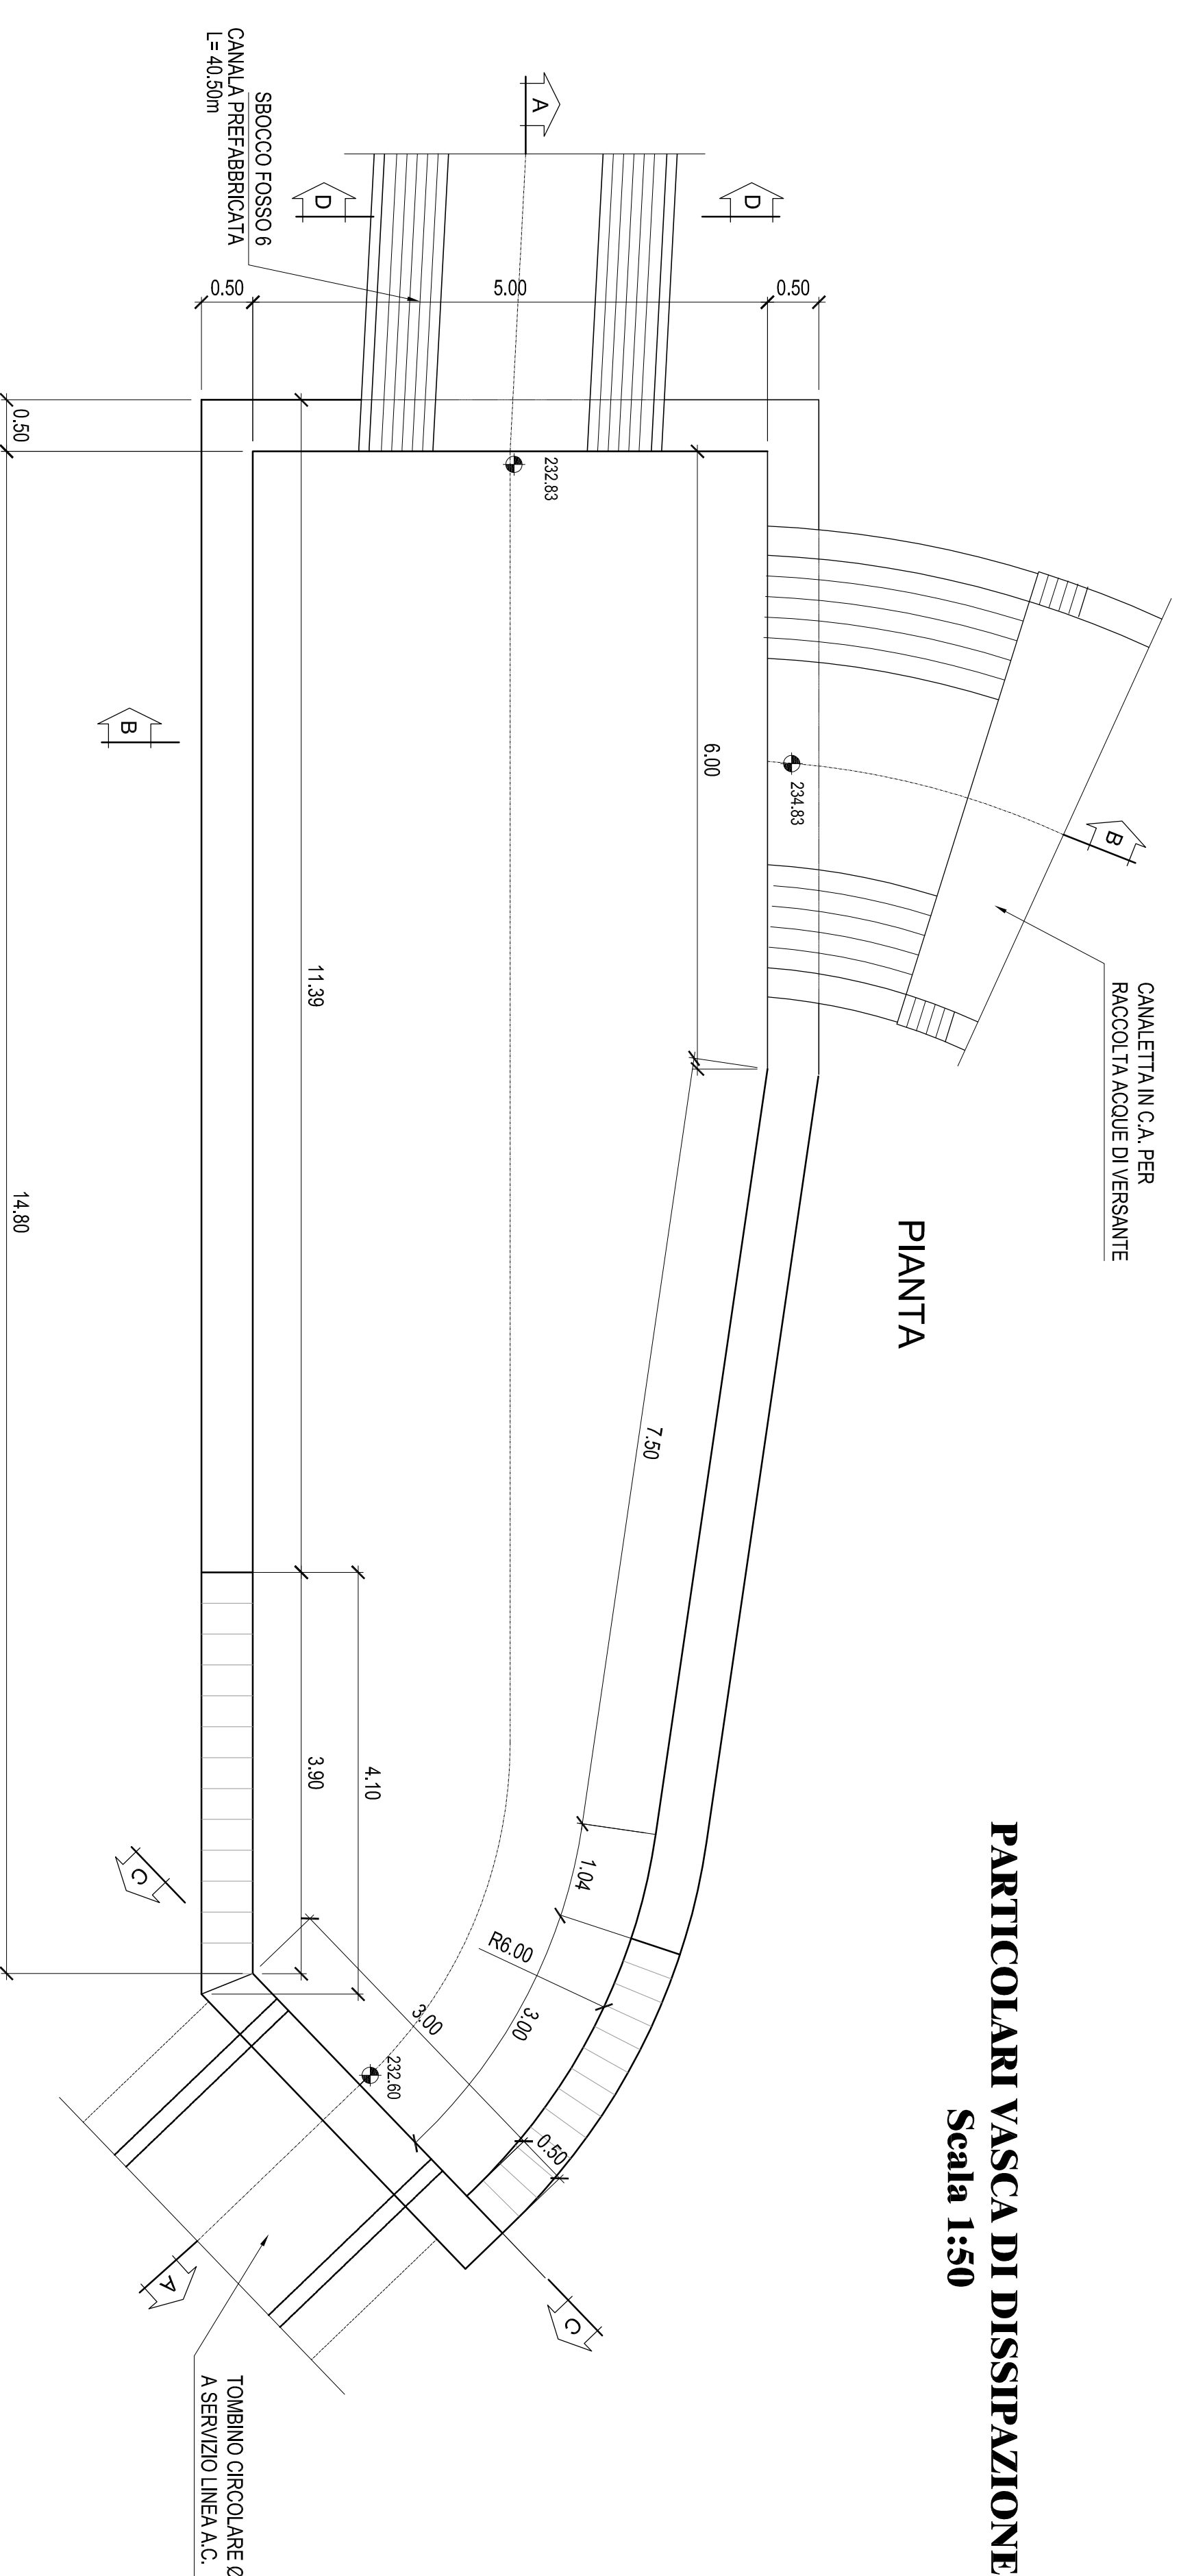 PARTICOLARI VASCA DI DISSIPAZIONE
Scala 1:50
PIANTA
CANALETTA IN C.A. PER
RACCOLTA ACQUE DI VERSANTE
B
234.83
D
A
D
SBOCCO FOSSO 6
CANALA PREFABBRICATA
L= 40.50m
0.50
5.00
0.50
232.83
6.00
7.50
1.04
R6.00
3.00
3.00
0.50
232.60
11.39
3.90
4.10
B
C
C
A
0.50
14.80
TOMBINO CIRCOLARE Ø
A SERVIZIO LINEA A.C.